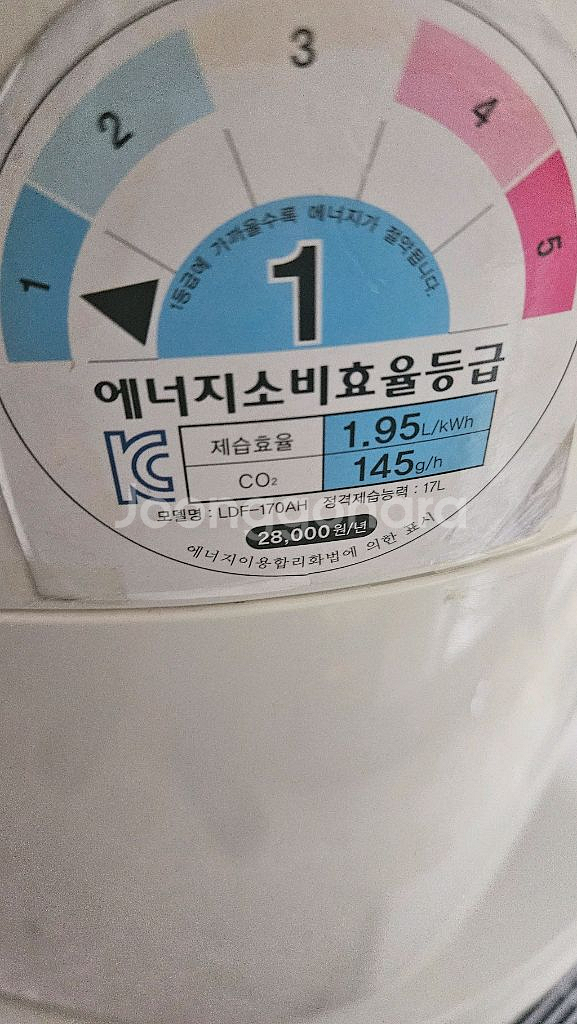 1
2
3
4
5
1등급에 가까울수록 에너지가 절약됩니다.
1
에너지소비효율등급
제습효율 1.95L/kWh
CO₂ 145g/h
모델명 : LDF-170AH 정격제습능력 : 17L
Joonggonara
28,000원/년
에너지이용합리화법에 의한 표시